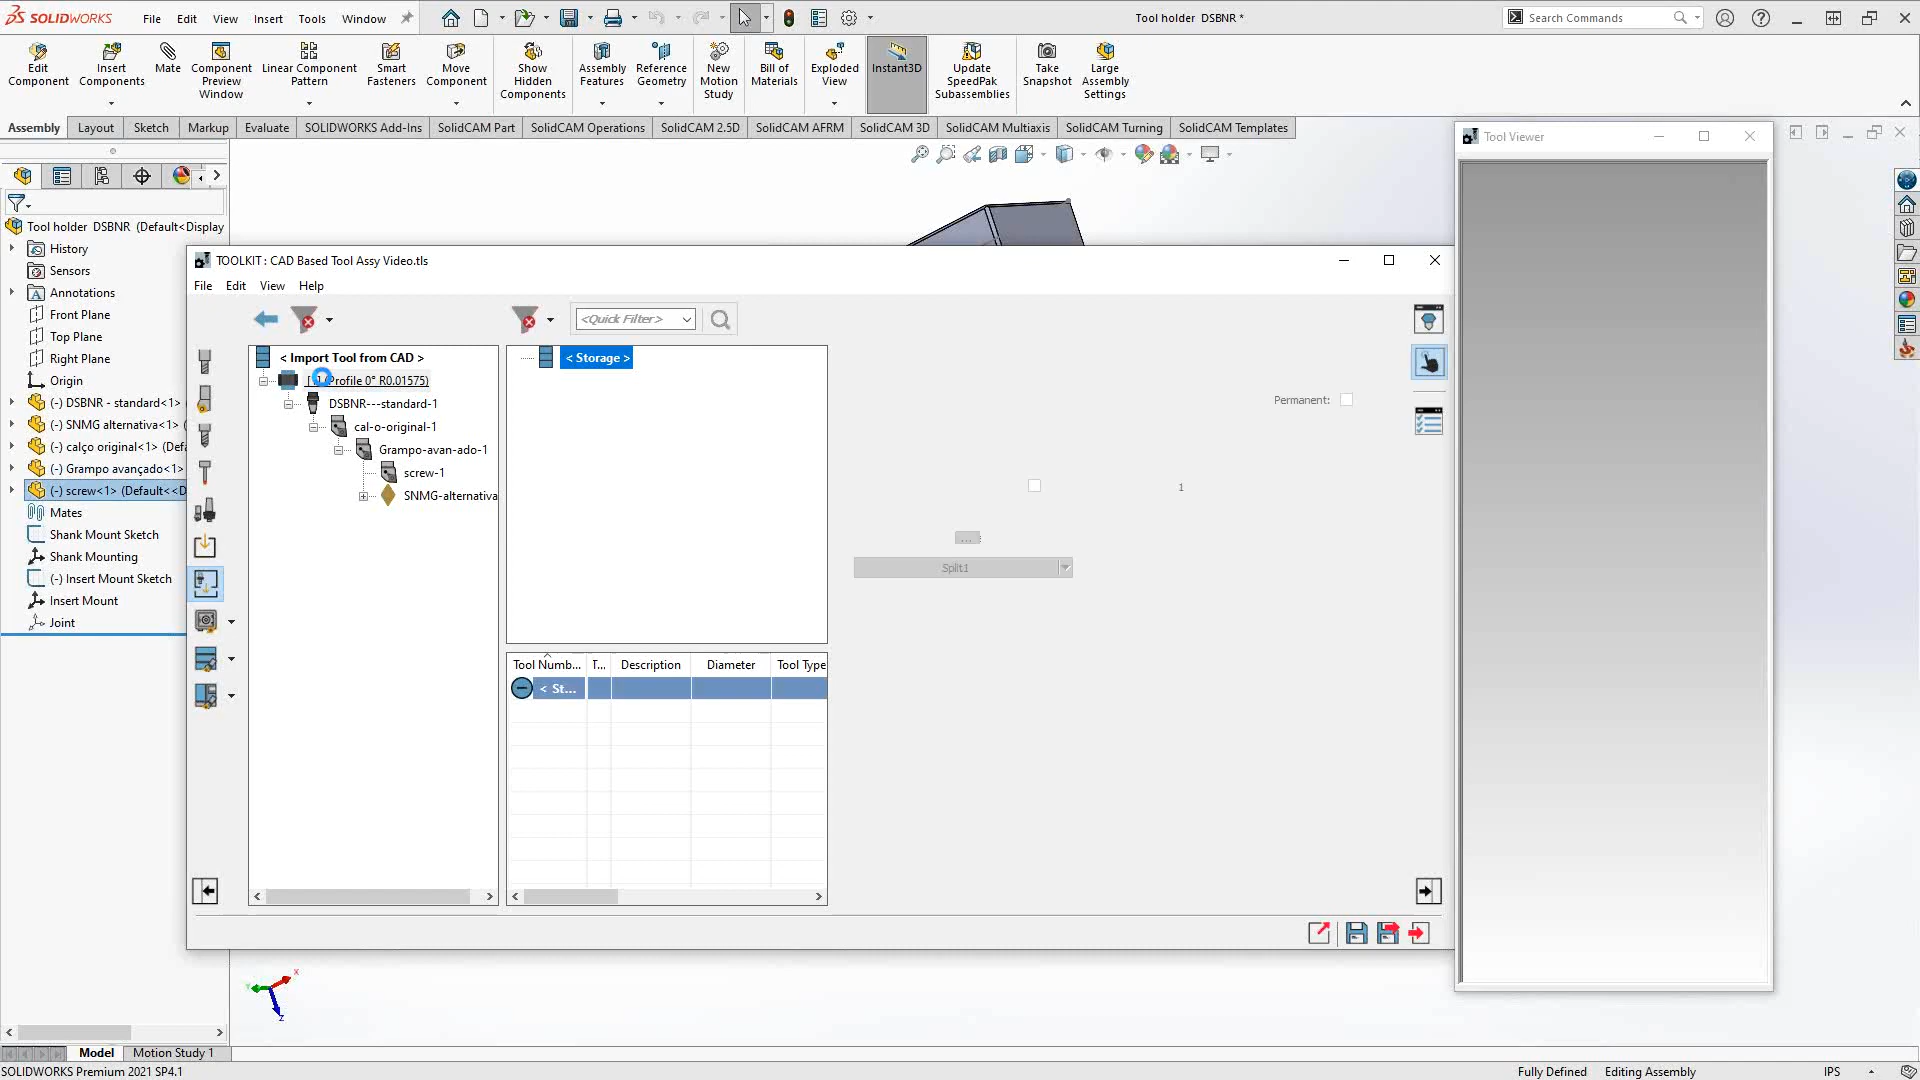 SOLIDWORKS File Edit View Insert Tools Window Tool holder DSBNR * Search Commands
Edit Component
Insert Components
Mate
Component Preview Window
Linear Component Pattern
Smart Fasteners
Move Component
Show Hidden Components
Assembly Features
Reference Geometry
New Motion Study
Bill of Materials
Exploded View
Instant3D
Update SpeedPak Subassemblies
Take Snapshot
Large Assembly Settings
Assembly Layout Sketch Markup Evaluate SOLIDWORKS Add-Ins SolidCAM Part SolidCAM Operations SolidCAM 2.5D SolidCAM AFRM SolidCAM 3D SolidCAM Multiaxis SolidCAM Turning SolidCAM Templates
Tool Viewer
Tool holder DSBNR (Default<Display
History
Sensors
Annotations
Front Plane
Top Plane
Right Plane
Origin
(-) DSBNR - standard<1>
(-) SNMG alternativa<1> (
(-) calço original<1> (Defa
(-) Grampo avançado<1>
(-) screw<1> (Default<<D
Mates
Shank Mount Sketch
Shank Mounting
(-) Insert Mount Sketch
Insert Mount
Joint
TOOLKIT : CAD Based Tool Assy Video.tls
File Edit View Help
<Quick Filter>
< Import Tool from CAD >
(Profile 0° R0.01575)
DSBNR---standard-1
cal-o-original-1
Grampo-avan-ado-1
screw-1
SNMG-alternativa
< Storage >
Permanent:
1
...
Split1
Tool Numb... T... Description Diameter Tool Type
< St...
X
Y
Z
Model Motion Study 1
SOLIDWORKS Premium 2021 SP4.1 Fully Defined Editing Assembly IPS